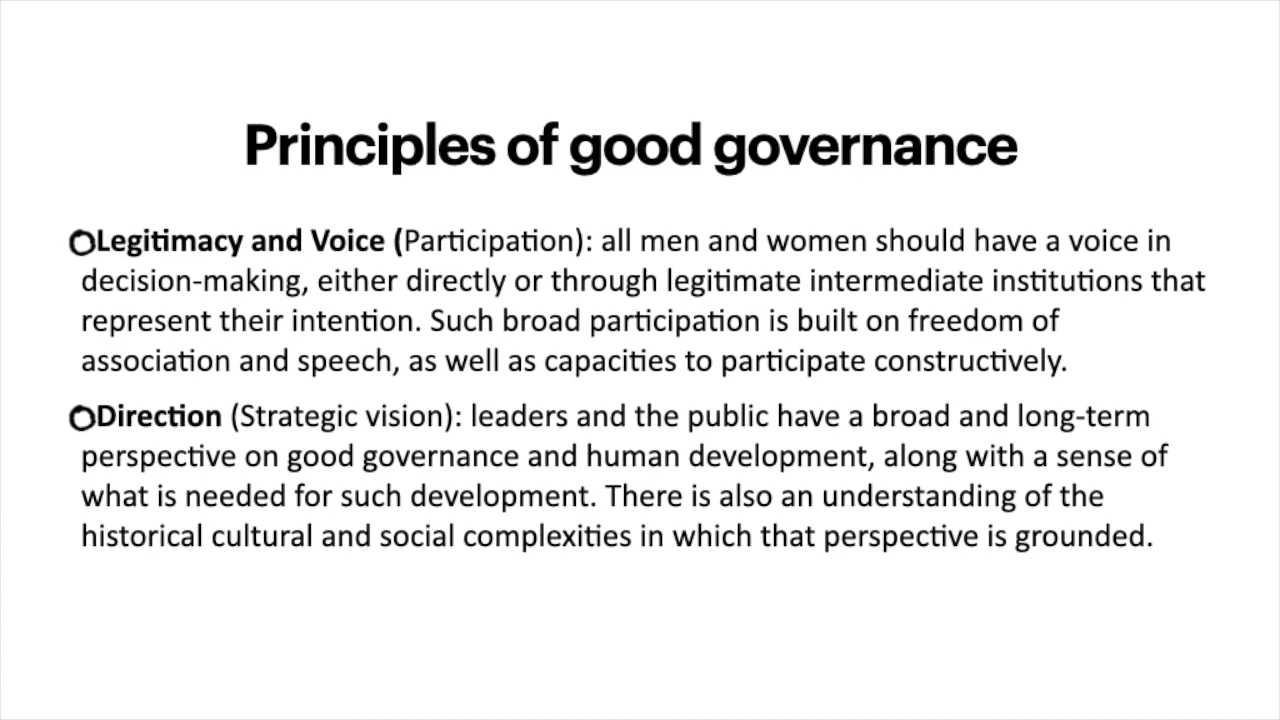 Principles of good governance
Legitimacy and Voice (Participation): all men and women should have a voice in
decision-making, either directly or through legitimate intermediate institutions that
represent their intention. Such broad participation is built on freedom of
association and speech, as well as capacities to participate constructively.
Direction (Strategic vision): leaders and the public have a broad and long-term
perspective on good governance and human development, along with a sense of
what is needed for such development. There is also an understanding of the
historical cultural and social complexities in which that perspective is grounded.